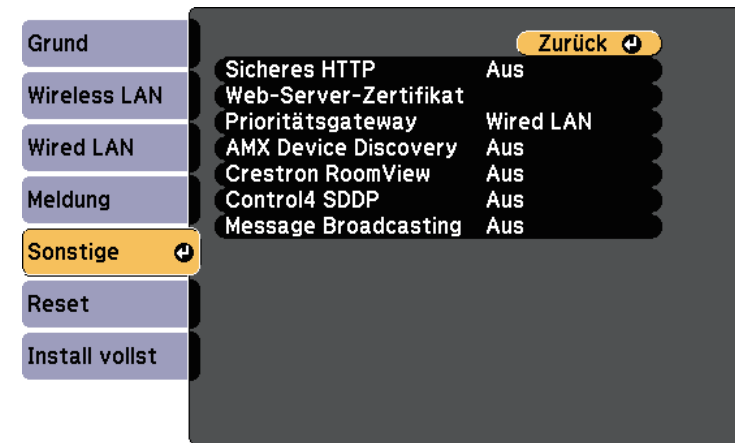 Grund
Wireless LAN
Wired LAN
Meldung
Sonstige
Reset
Install vollst
Zurück
Sicheres HTTP Aus
Web-Server-Zertifikat
Prioritätsgateway Wired LAN
AMX Device Discovery Aus
Crestron RoomView Aus
Control4 SDDP Aus
Message Broadcasting Aus